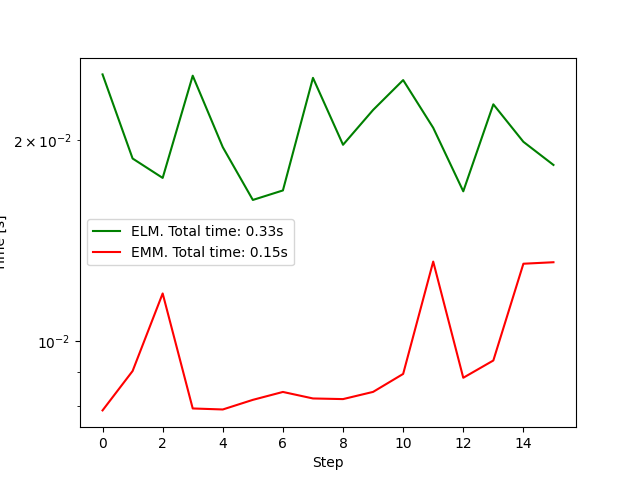 2 × 10⁻²
ELM. Total time: 0.33s
EMM. Total time: 0.15s
Time [s]
10⁻²
0 2 4 6 8 10 12 14
Step